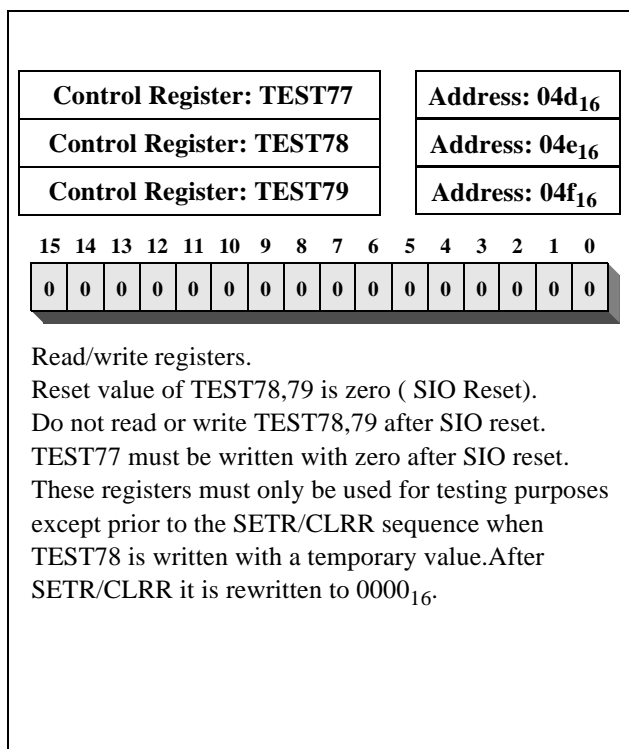 Control Register: TEST77 Address: 04d16
Control Register: TEST78 Address: 04e16
Control Register: TEST79 Address: 04f16
15 14 13 12 11 10 9 8 7 6 5 4 3 2 1 0
0 0 0 0 0 0 0 0 0 0 0 0 0 0 0 0
Read/write registers.
Reset value of TEST78,79 is zero ( SIO Reset).
Do not read or write TEST78,79 after SIO reset.
TEST77 must be written with zero after SIO reset.
These registers must only be used for testing purposes
except prior to the SETR/CLRR sequence when
TEST78 is written with a temporary value.After
SETR/CLRR it is rewritten to 000016.